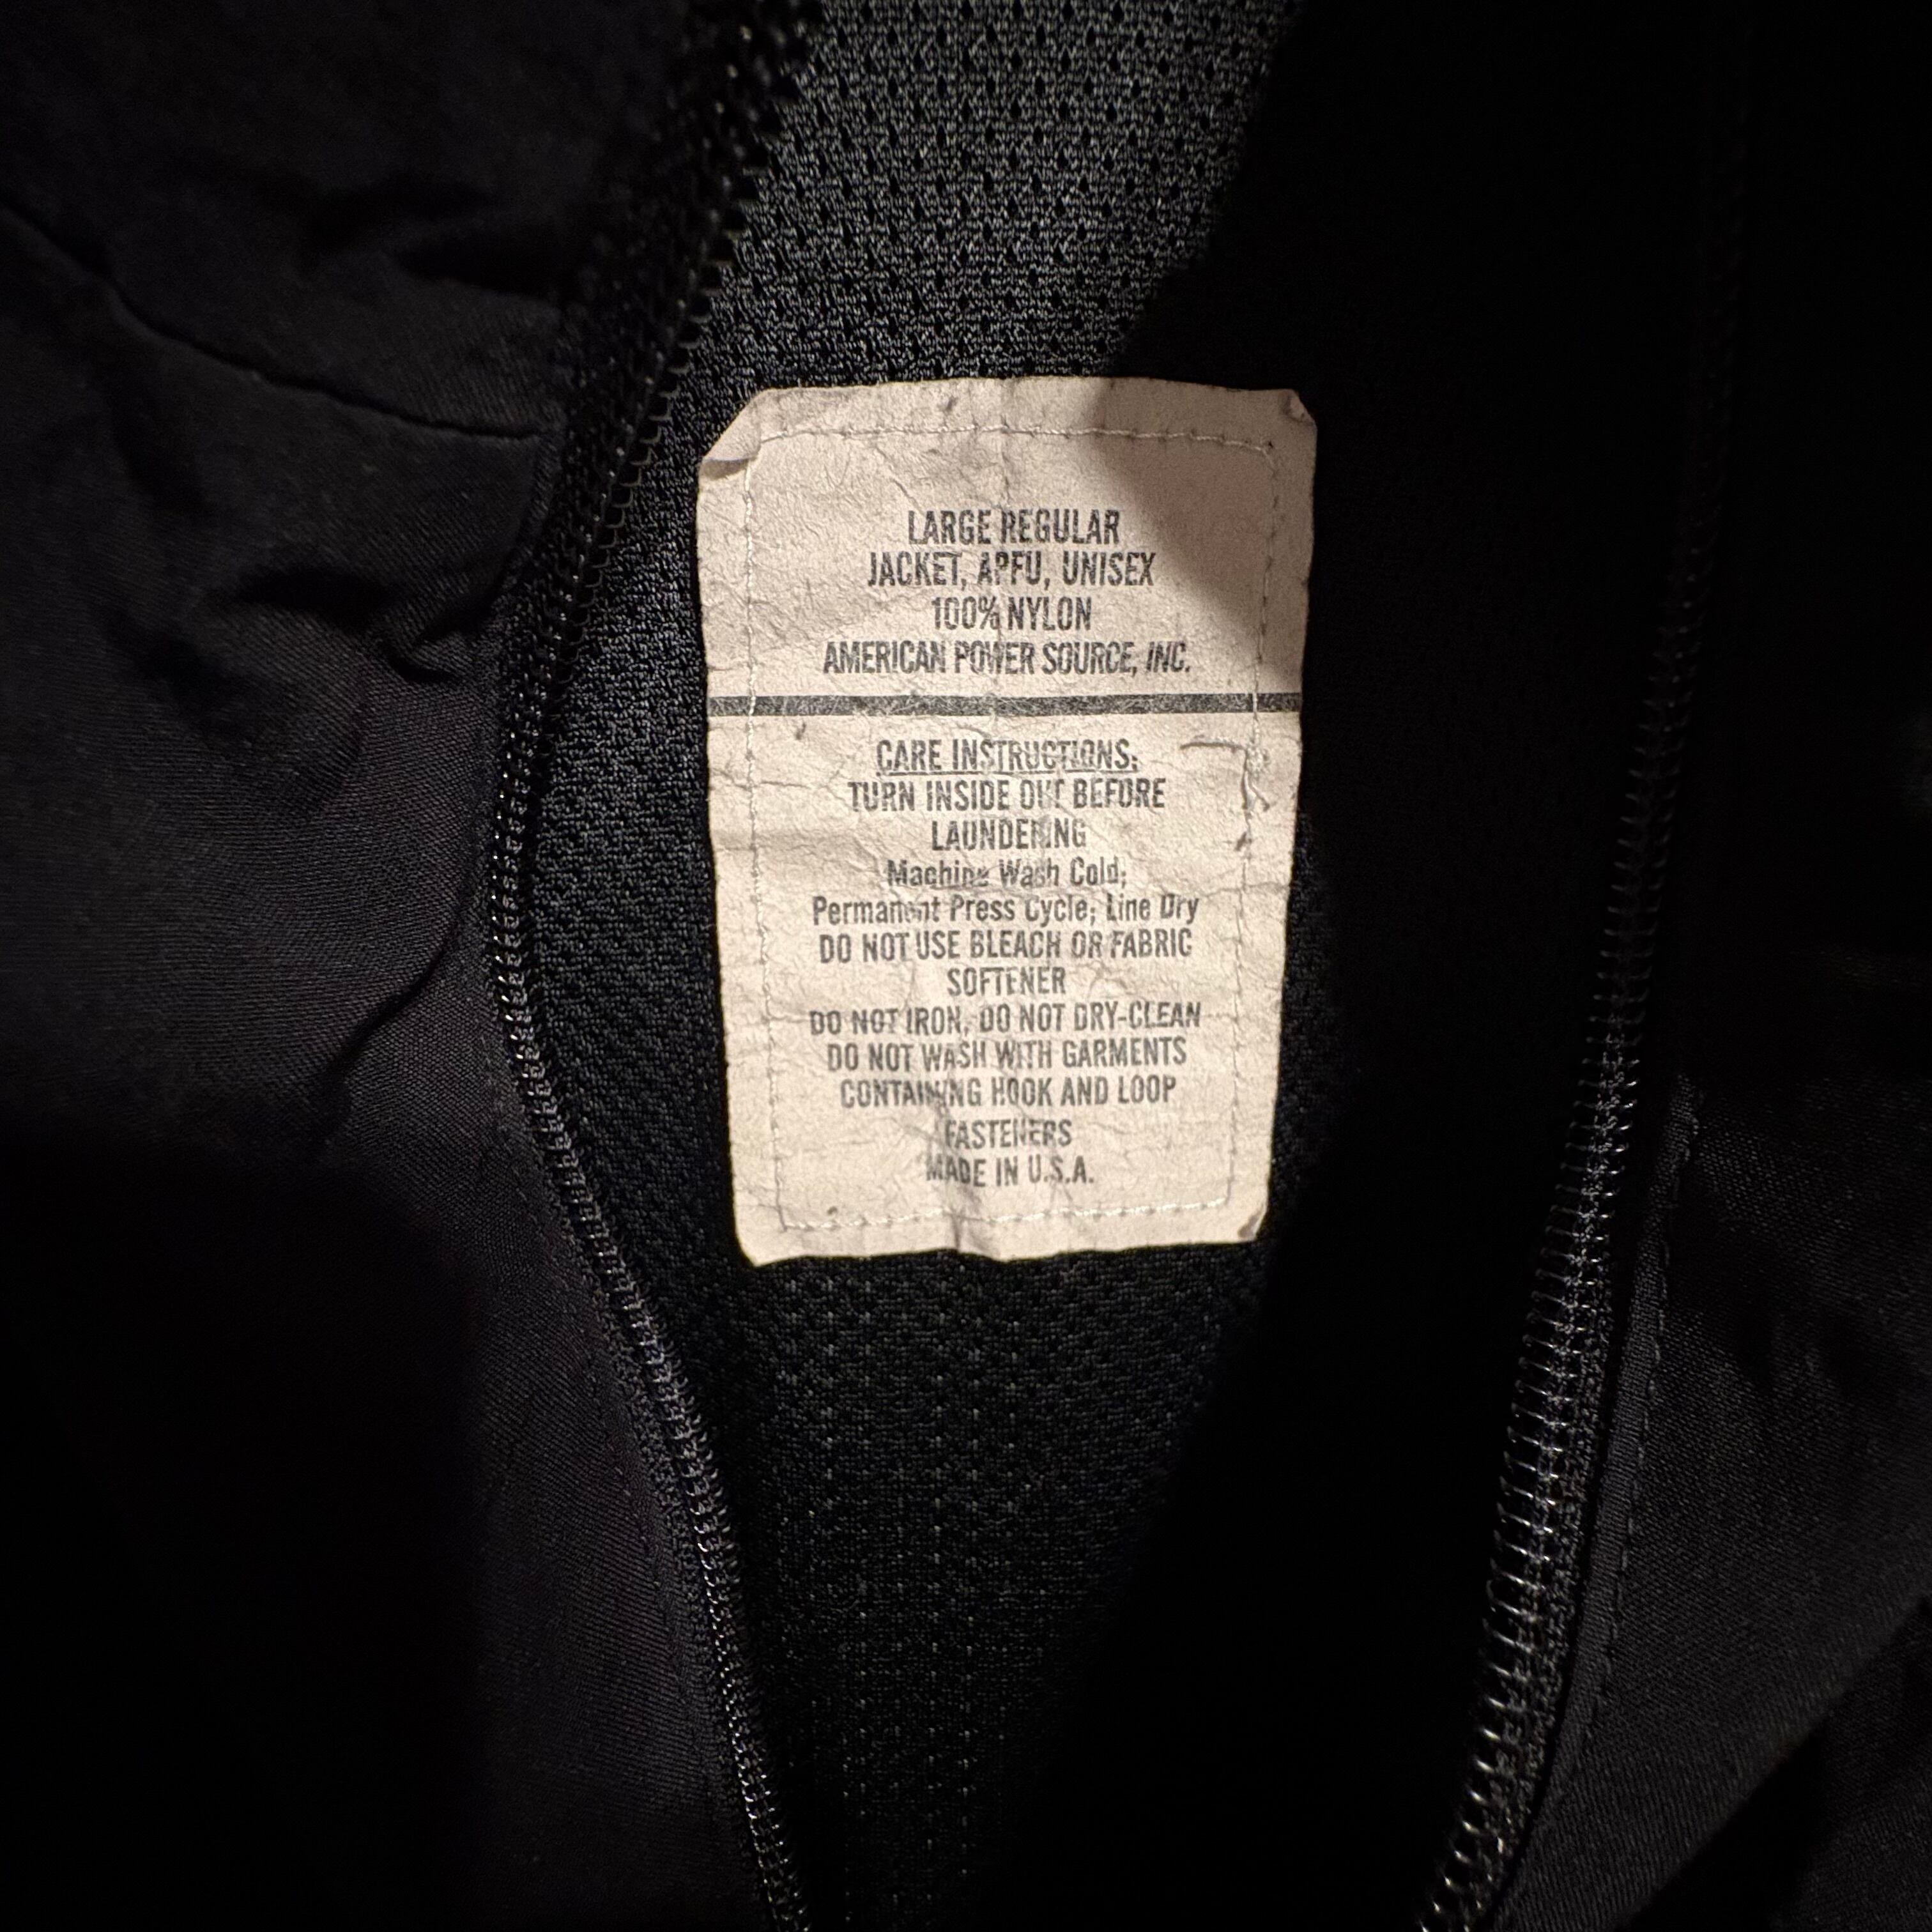 LARGE REGULAR
JACKET, APFU, UNISEX
100% NYLON
AMERICAN POWER SOURCE, INC.
CARE INSTRUCTIONS:
TURN INSIDE OUT BEFORE
LAUNDERING
Machine Wash Cold;
Permanent Press Cycle; Line Dry
DO NOT USE BLEACH OR FABRIC
SOFTENER
DO NOT IRON, DO NOT DRY-CLEAN
DO NOT WASH WITH GARMENTS
CONTAINING HOOK AND LOOP
FASTENERS
MADE IN U.S.A.